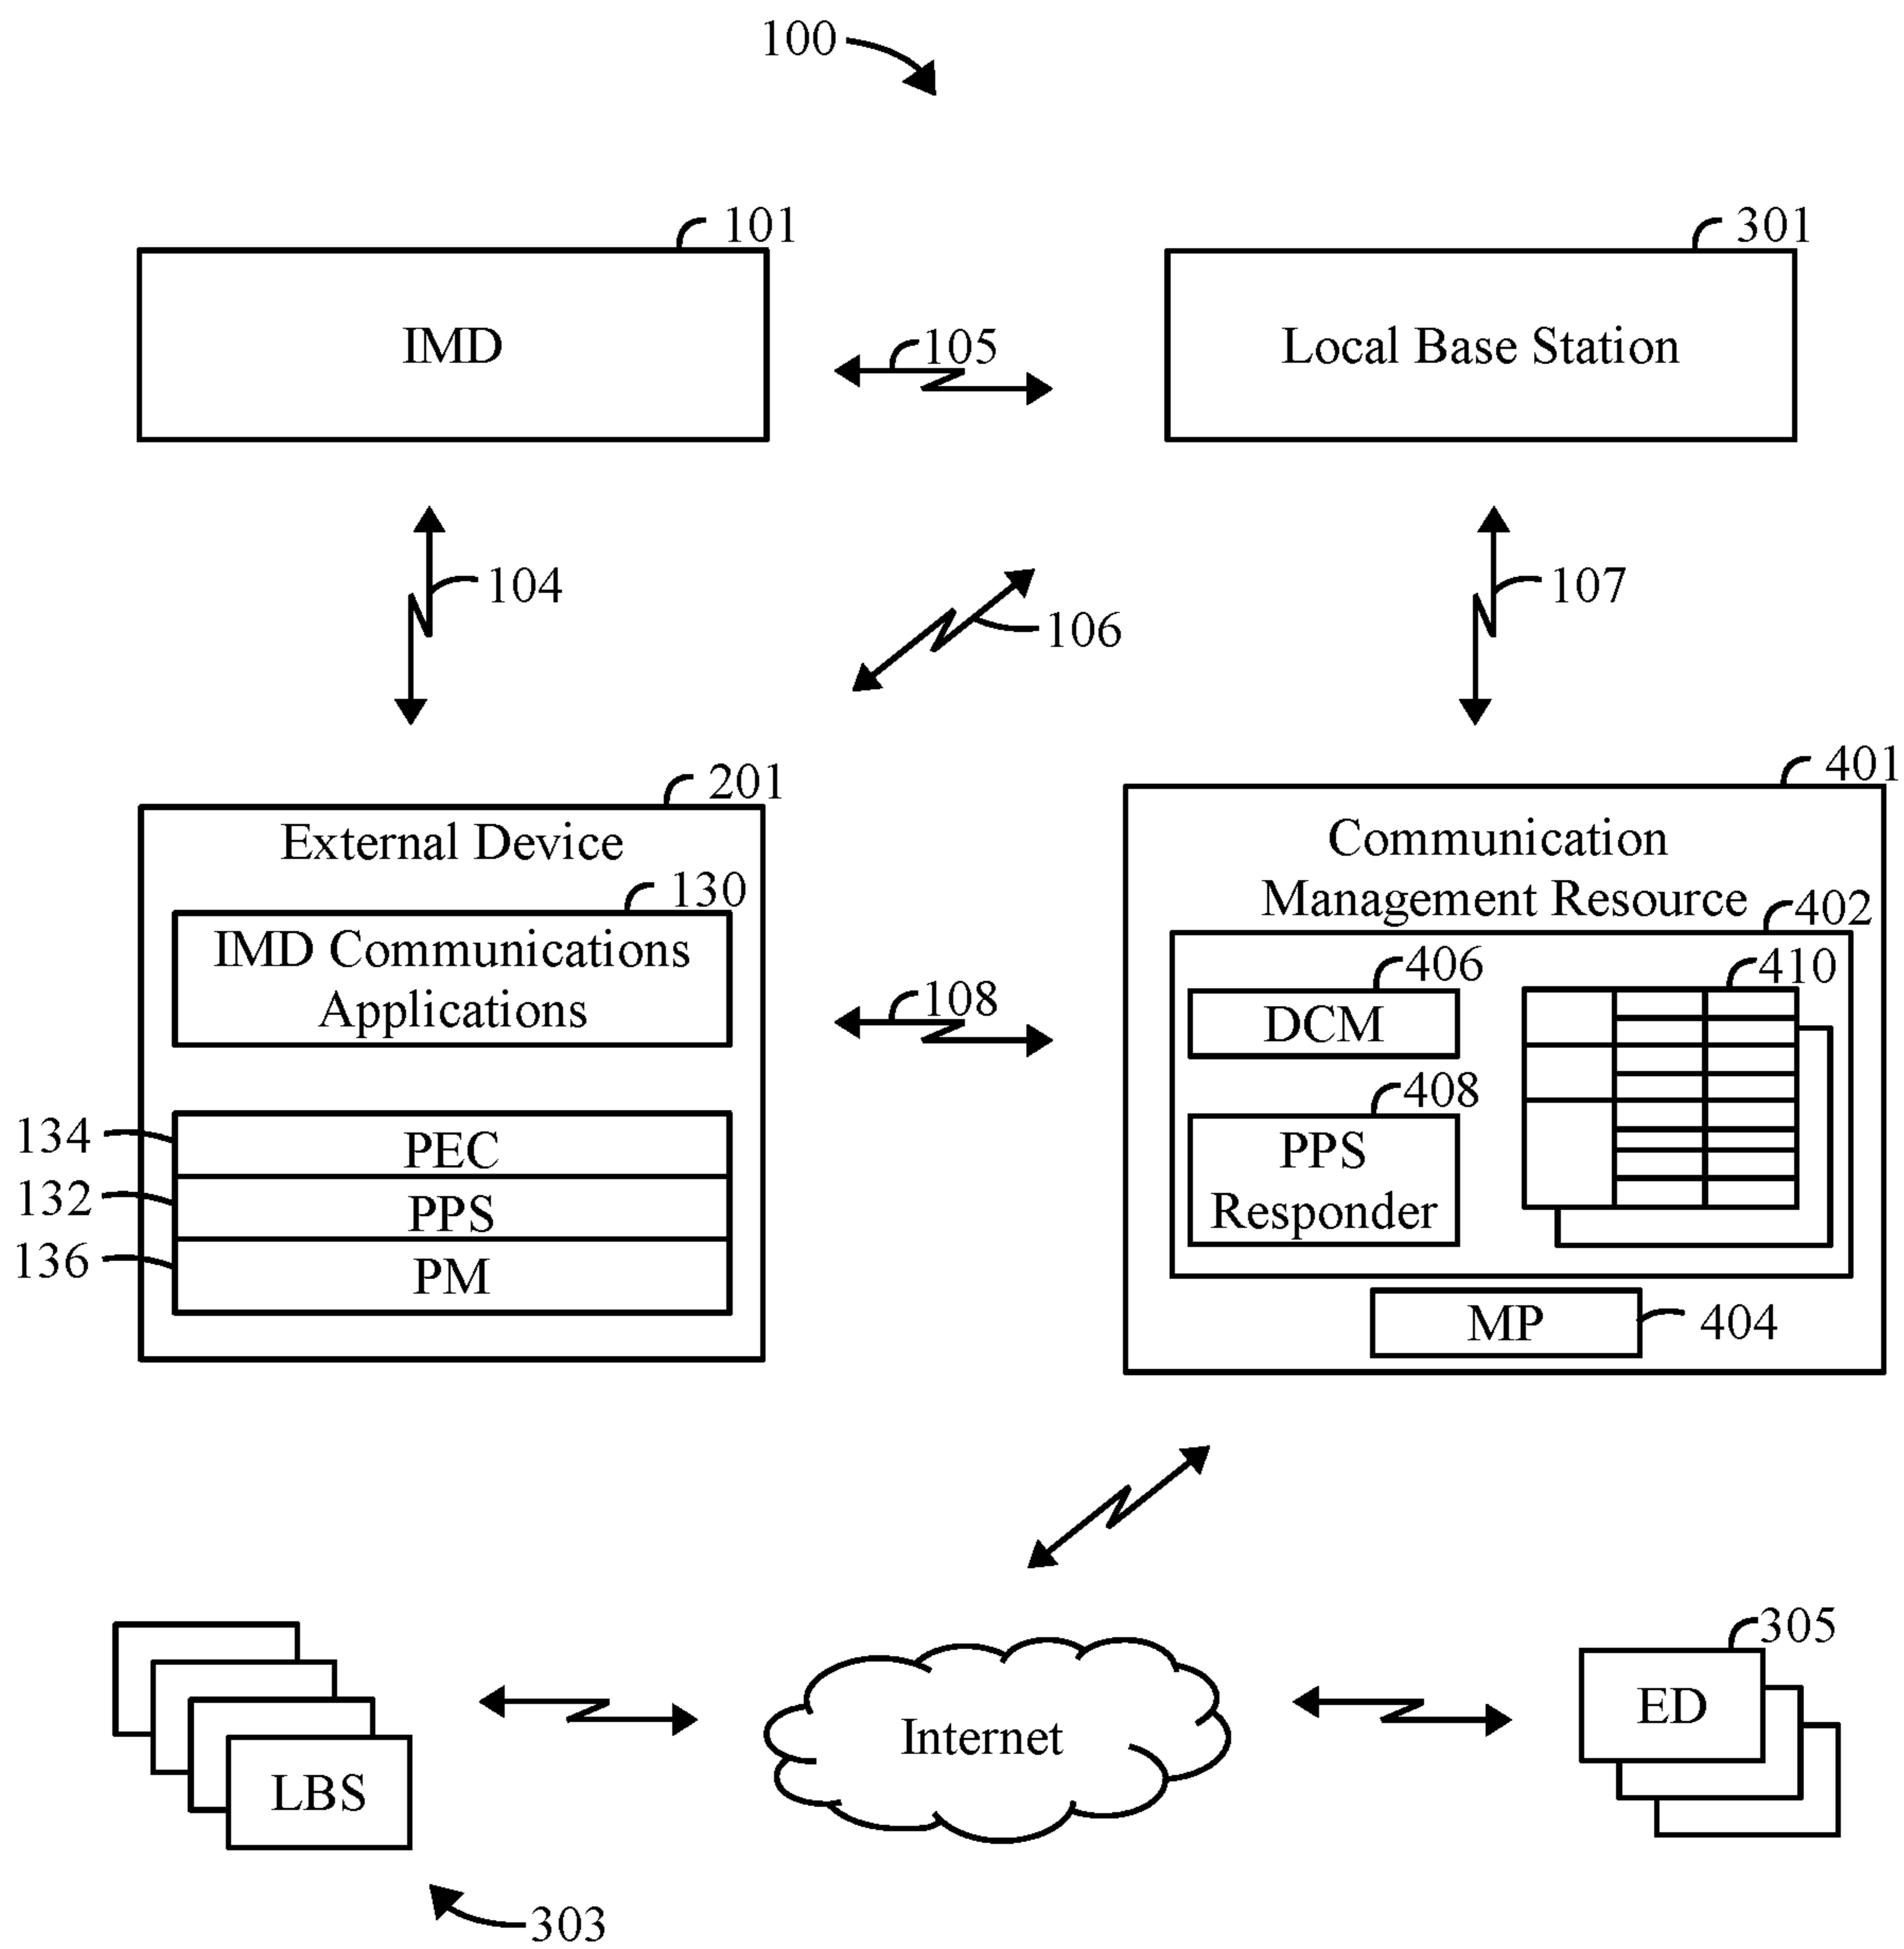 100
101
301
IMD
105
Local Base Station
104
106
107
201
401
External Device
Communication
Management Resource
130
402
IMD Communications
Applications
406
410
DCM
108
408
PPS
Responder
134
PEC
132
PPS
136
PM
MP
404
305
ED
Internet
LBS
303